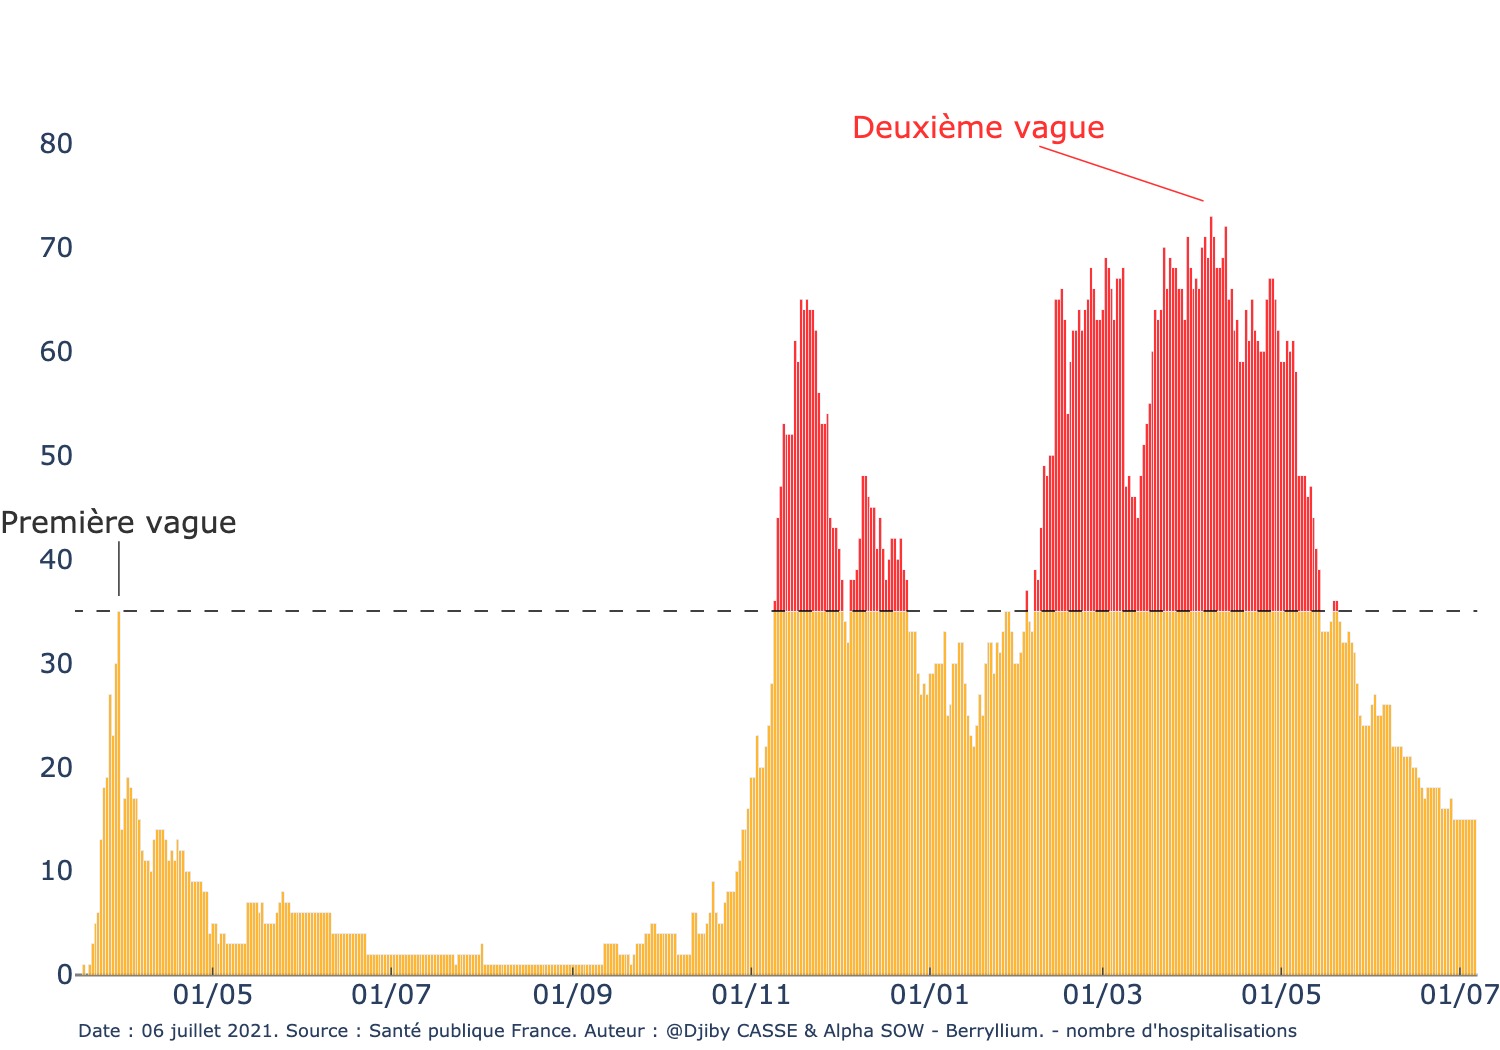 Deuxième vague
80
70
60
50
Première vague
40
30
20
10
0
01/05 01/07 01/09 01/11 01/01 01/03 01/05 01/07
Date : 06 juillet 2021. Source : Santé publique France. Auteur : @Djiby CASSE & Alpha SOW - Berryllium. - nombre d'hospitalisations